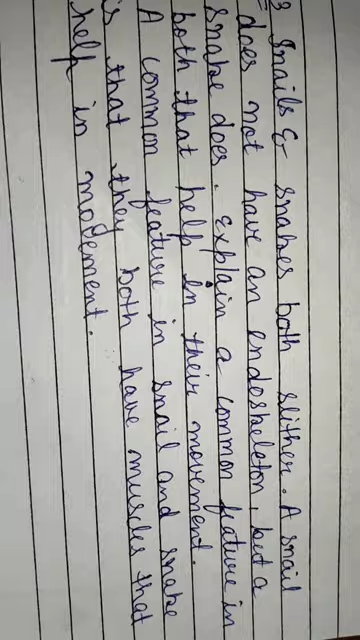 3 Snails & snakes both slither. A snail
does not have an endoskeleton, but a
snake does. Explain a common feature in
both that help in their movement.
A common feature in snail and snake
is that they both have muscles that
help in movement.